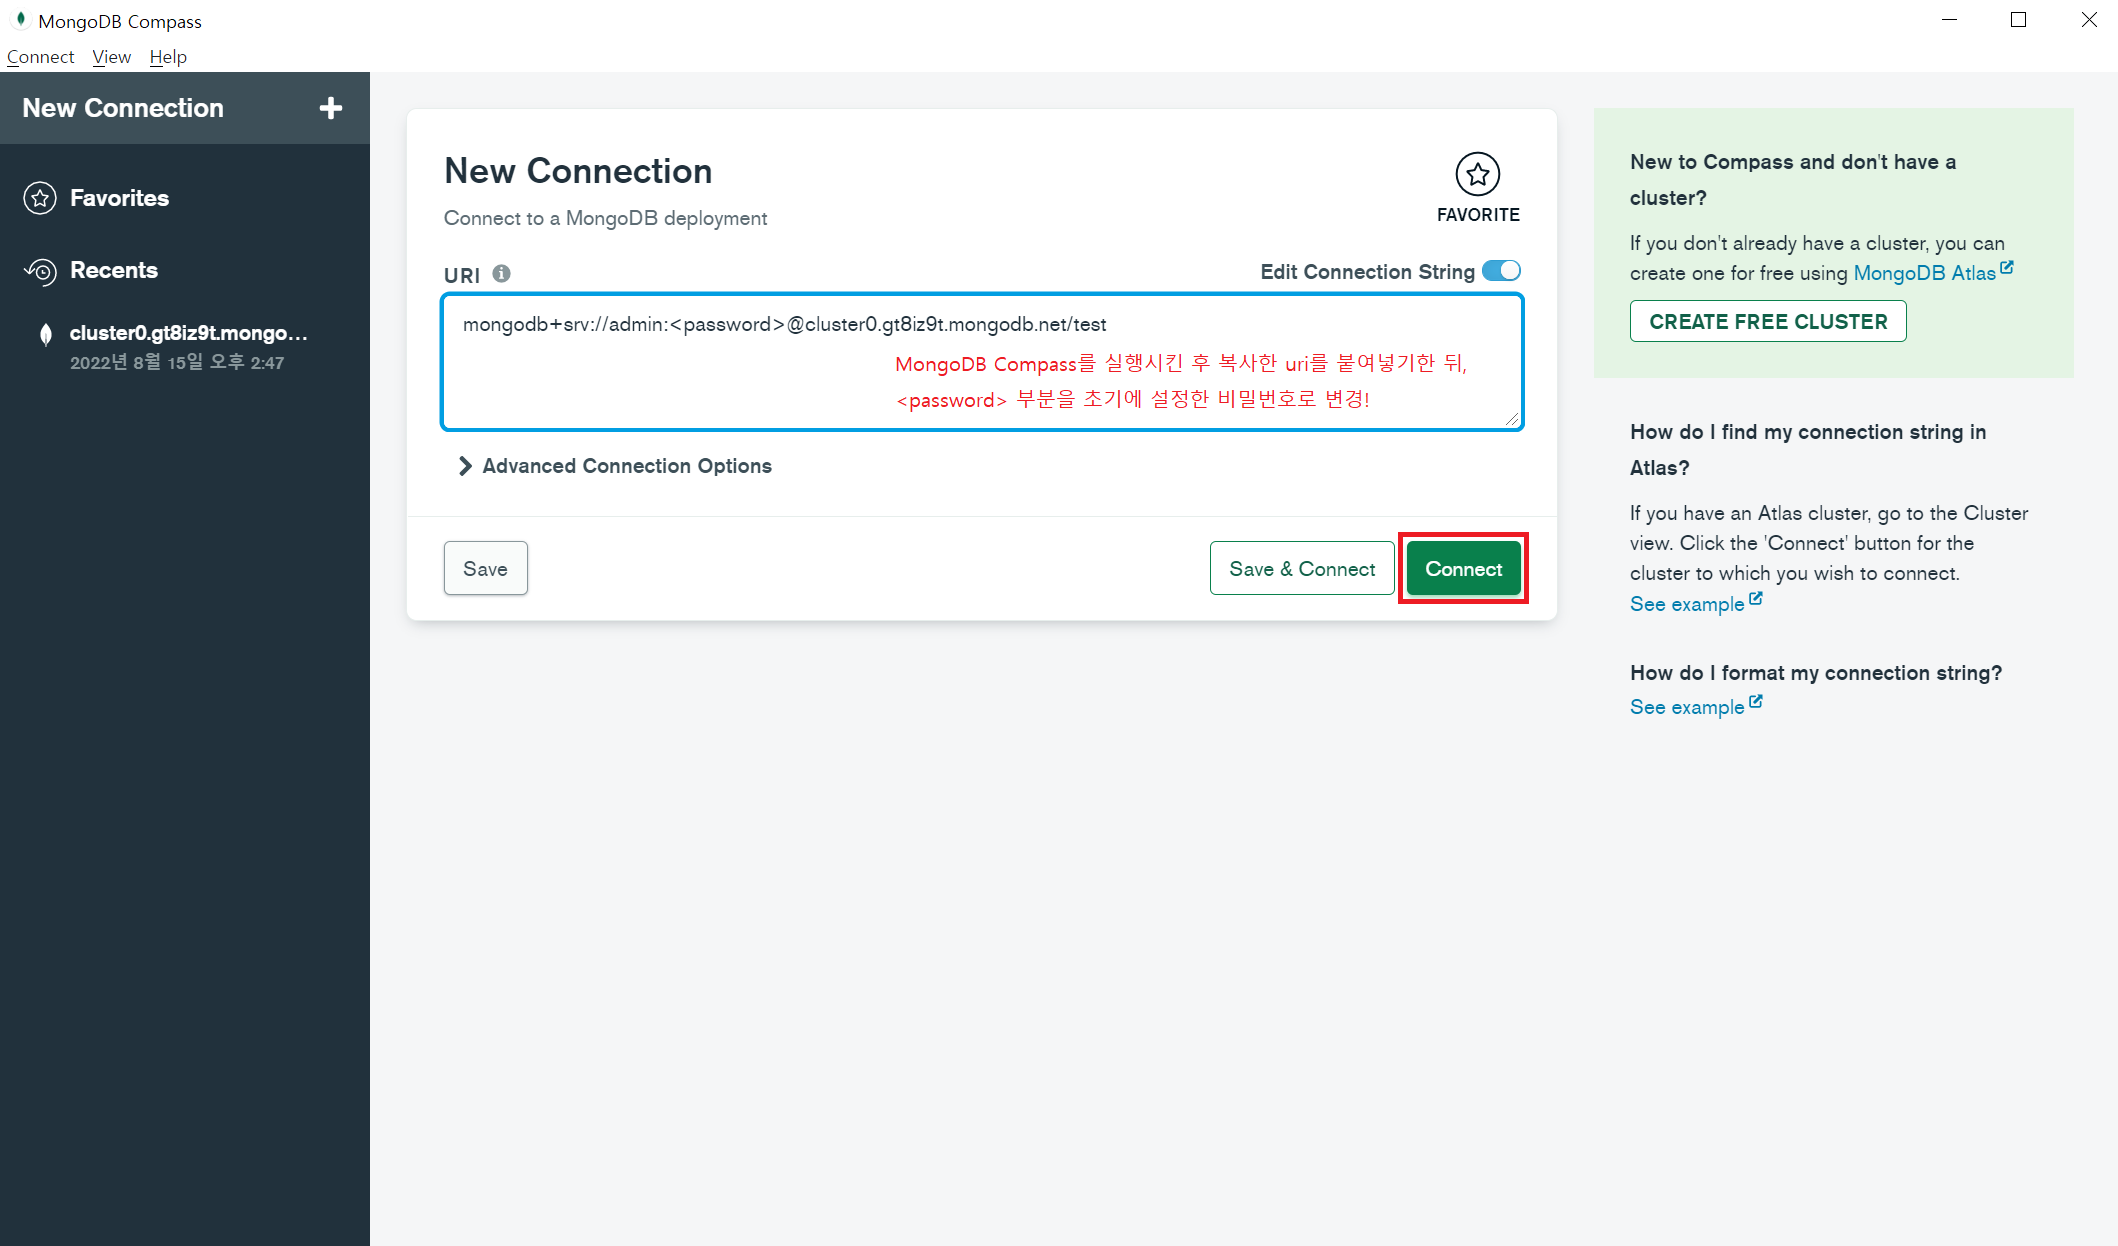 MongoDB Compass
Connect View Help
New Connection
Favorites
Recents
cluster0.gt8iz9t.mongo...
2022년 8월 15일 오후 2:47
New Connection
Connect to a MongoDB deployment
FAVORITE
URI
Edit Connection String
mongodb+srv://admin:<password>@cluster0.gt8iz9t.mongodb.net/test
MongoDB Compass를 실행시킨 후 복사한 uri를 붙여넣기한 뒤,
<password> 부분을 초기에 설정한 비밀번호로 변경!
Advanced Connection Options
Save
Save & Connect
Connect
New to Compass and don't have a
cluster?
If you don't already have a cluster, you can
create one for free using MongoDB Atlas
CREATE FREE CLUSTER
How do I find my connection string in
Atlas?
If you have an Atlas cluster, go to the Cluster
view. Click the 'Connect' button for the
cluster to which you wish to connect.
See example
How do I format my connection string?
See example